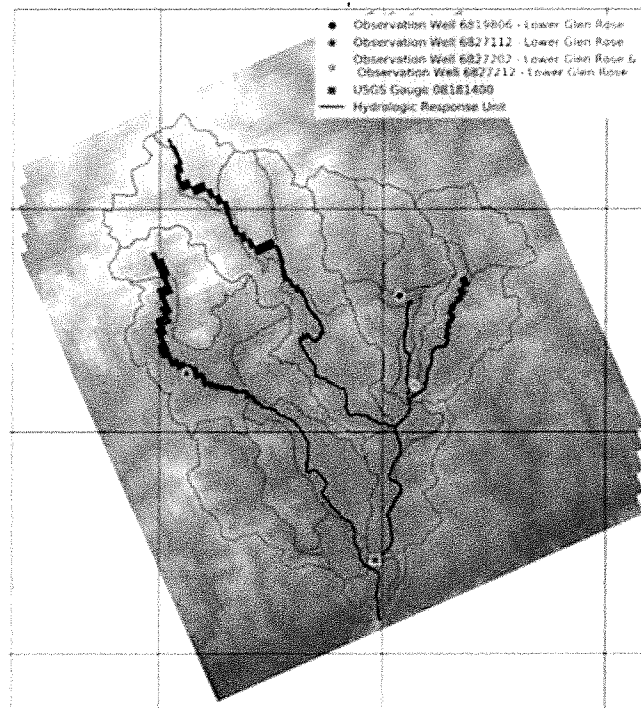 Observation Well 6819806 - Lower Glen Rose
Observation Well 6827112 - Lower Glen Rose
Observation Well 6827202 - Lower Glen Rose &
Observation Well 6827212 - Lower Glen Rose
USGS Gauge 08181400
Hydrologic Response Unit